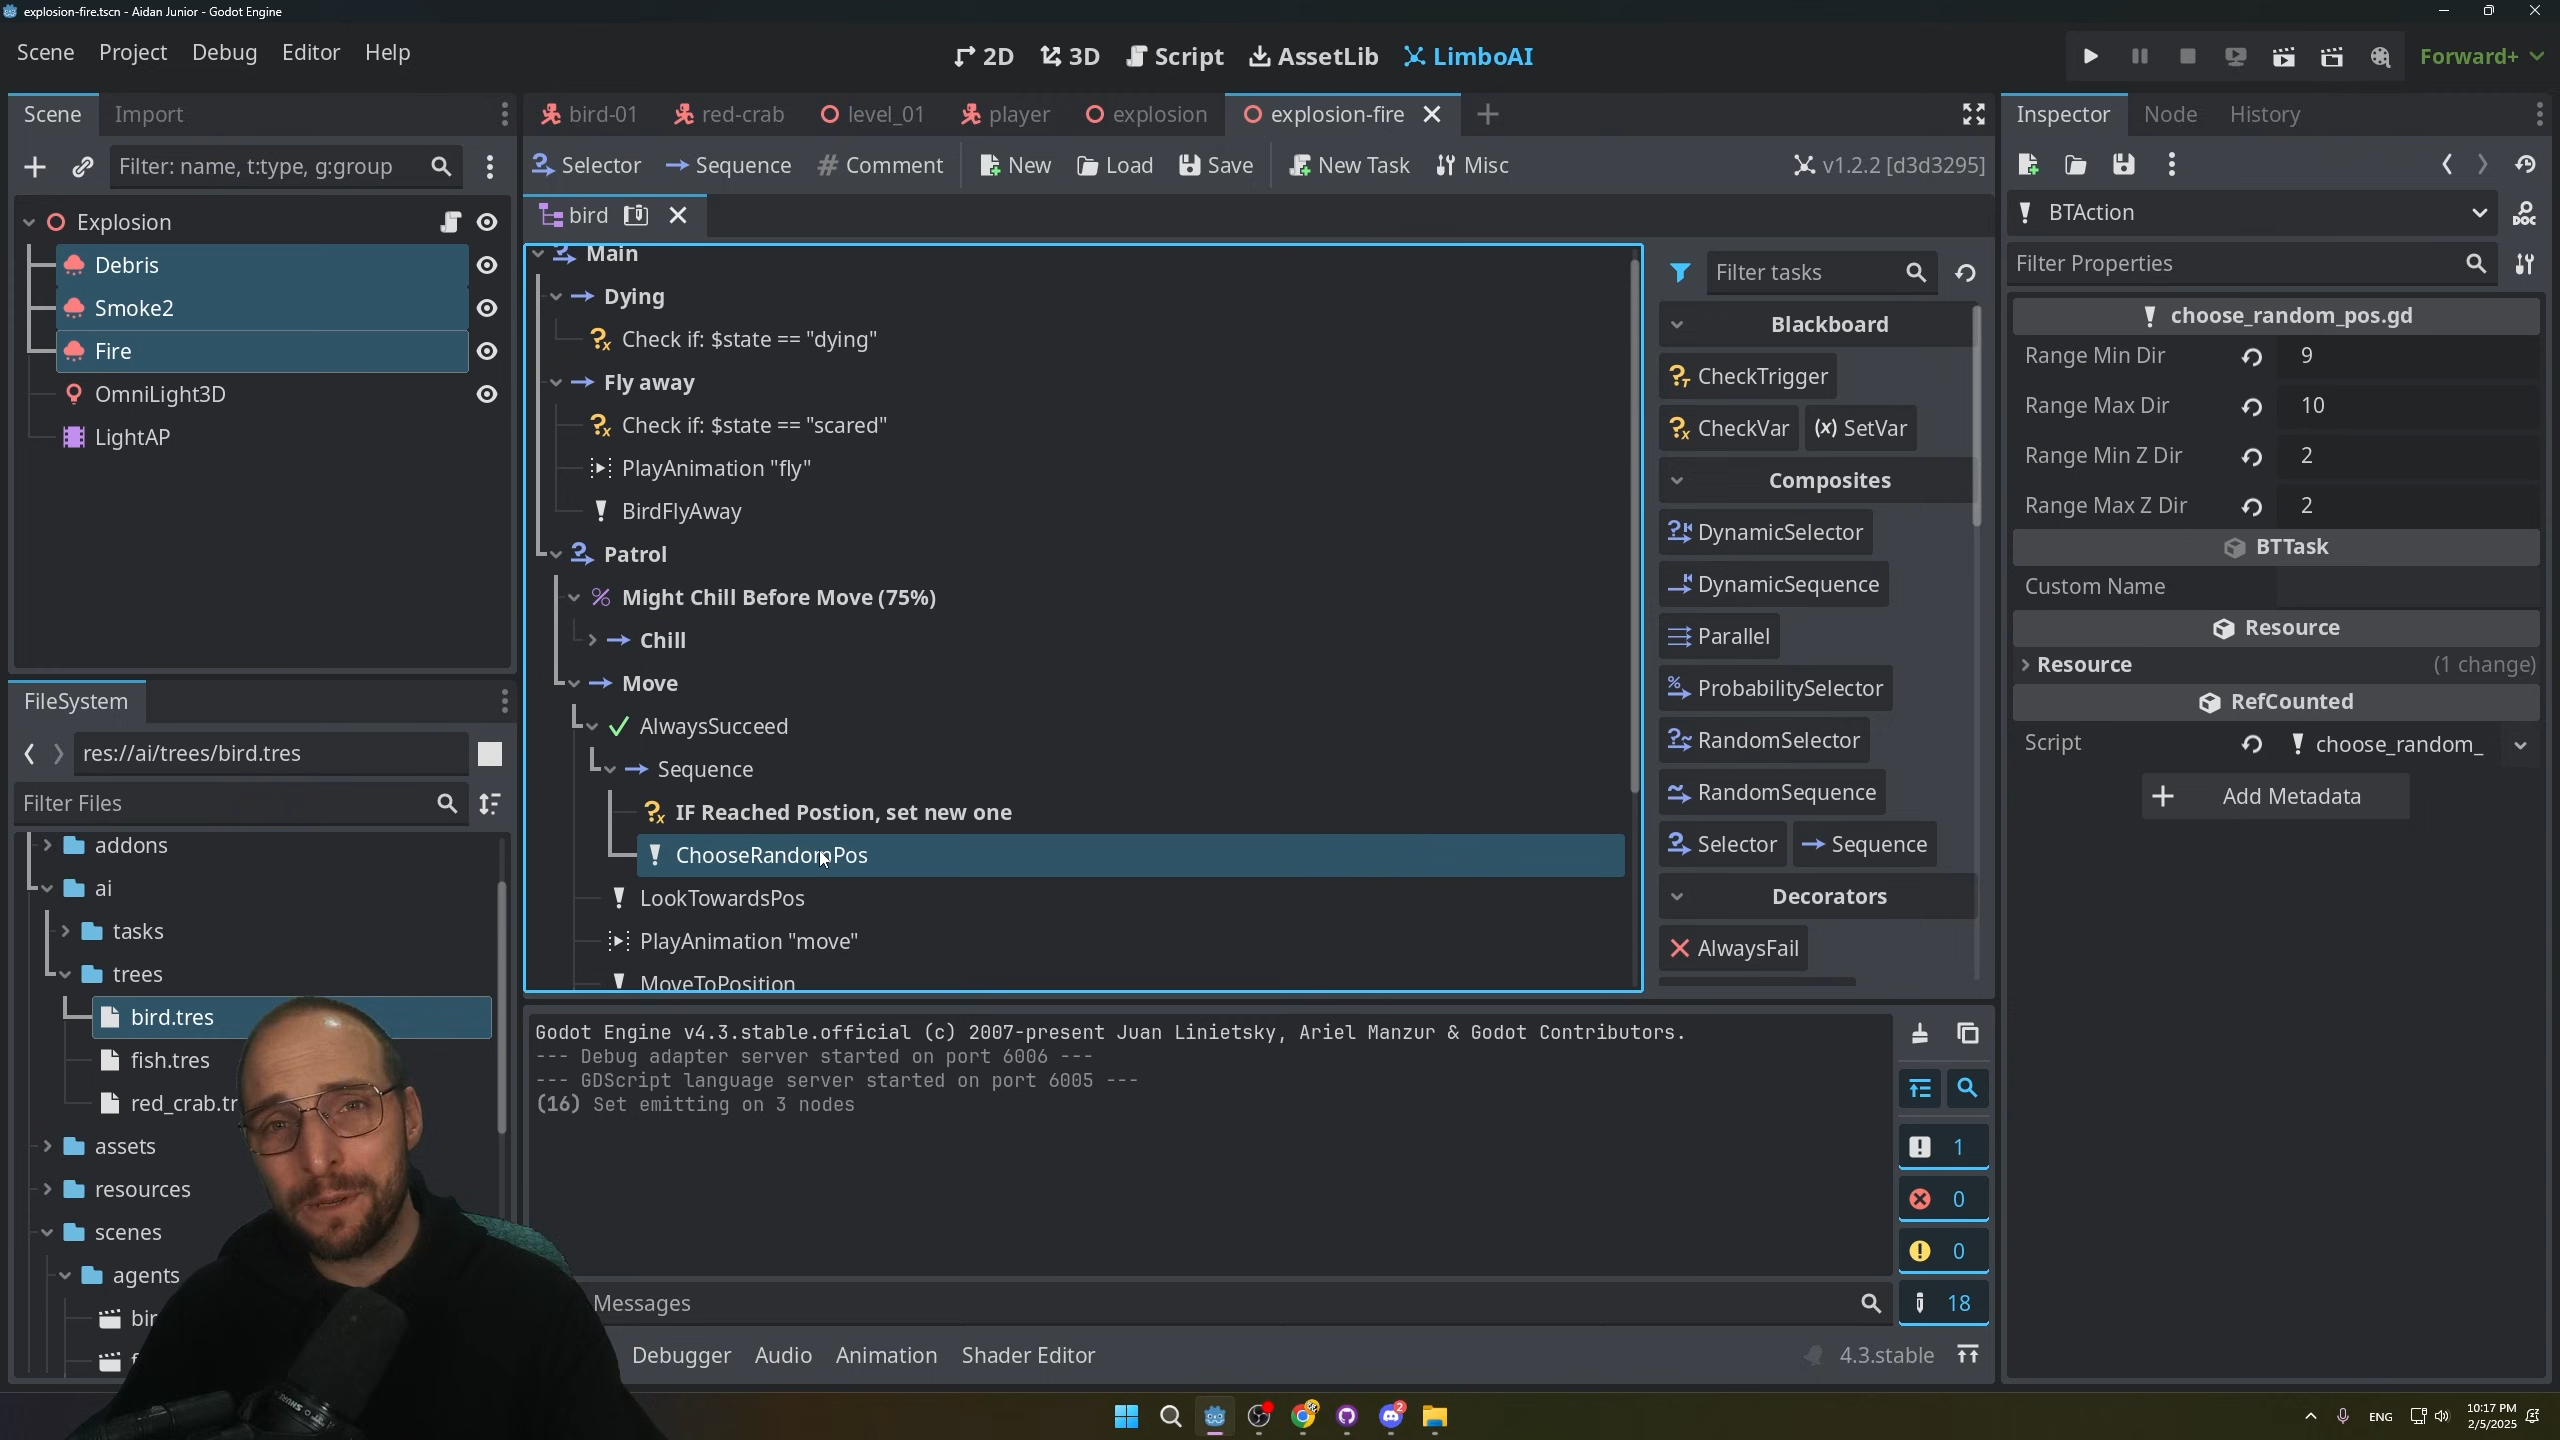 explosion-fire.tscn - Aidan Junior - Godot Engine
Scene Project Debug Editor Help
2D 3D Script AssetLib LimboAI
Forward+
Scene Import
Filter: name, t:type, g:group
Explosion
Debris
Smoke2
Fire
OmniLight3D
LightAP
FileSystem
res://ai/trees/bird.tres
Filter Files
addons
ai
tasks
trees
bird.tres
fish.tres
red_crab.tr
assets
resources
scenes
agents
bir
f
bird-01 red-crab level_01 player explosion explosion-fire
Selector Sequence # Comment New Load Save New Task Misc v1.2.2 [d3d3295]
bird
Main
Dying
Check if: $state == "dying"
Fly away
Check if: $state == "scared"
PlayAnimation "fly"
BirdFlyAway
Patrol
Might Chill Before Move (75%)
Chill
Move
AlwaysSucceed
Sequence
IF Reached Postion, set new one
ChooseRandomPos
LookTowardsPos
PlayAnimation "move"
MoveToPosition
Filter tasks
Blackboard
CheckTrigger
CheckVar (x) SetVar
Composites
DynamicSelector
DynamicSequence
Parallel
ProbabilitySelector
RandomSelector
RandomSequence
Selector Sequence
Decorators
AlwaysFail
Godot Engine v4.3.stable.official (c) 2007-present Juan Linietsky, Ariel Manzur & Godot Contributors.
--- Debug adapter server started on port 6006 ---
--- GDScript language server started on port 6005 ---
(16) Set emitting on 3 nodes
1
0
0
18
Messages
Debugger Audio Animation Shader Editor
4.3.stable
Inspector Node History
BTAction
DOC
Filter Properties
choose_random_pos.gd
Range Min Dir 9
Range Max Dir 10
Range Min Z Dir 2
Range Max Z Dir 2
BTTask
Custom Name
Resource
Resource (1 change)
RefCounted
Script choose_random_
Add Metadata
2
ENG
10:17 PM
2/5/2025